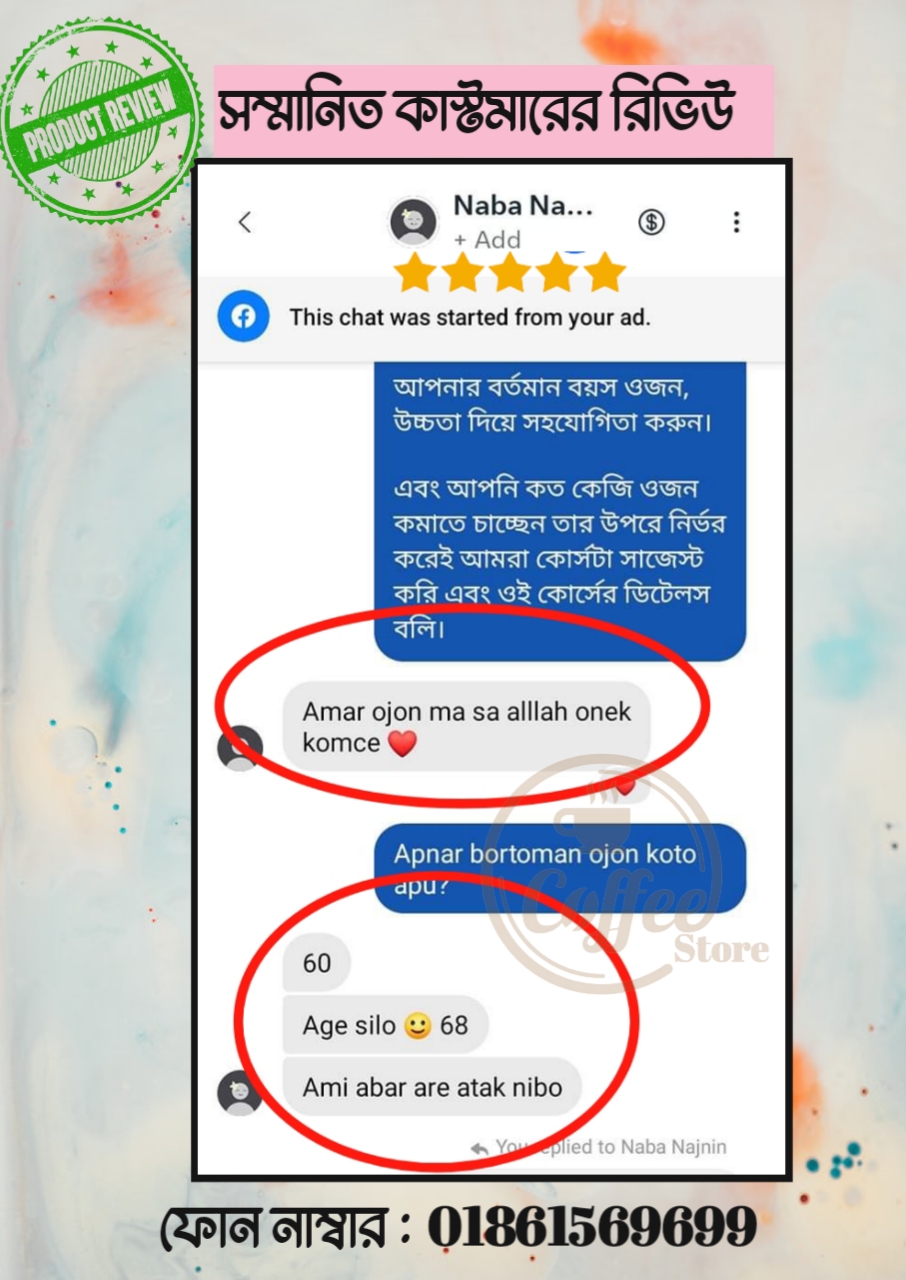 PRODUCT REVIEW
সম্মানিত কাস্টমারের রিভিউ
Naba Na...
+ Add
This chat was started from your ad.
আপনার বর্তমান বয়স ওজন,
উচ্চতা দিয়ে সহযোগিতা করুন।
এবং আপনি কত কেজি ওজন
কমাতে চাচ্ছেন তার উপরে নির্ভর
করেই আমরা কোর্সটা সাজেস্ট
করি এবং ওই কোর্সের ডিটেলস
বলি।
Amar ojon ma sa alllah onek
komce ❤️
❤️
Apnar bortoman ojon koto
apu?
Coffee
Store
60
Age silo 🙂 68
Ami abar are atak nibo
You replied to Naba Najnin
ফোন নাম্বার : 01861569699